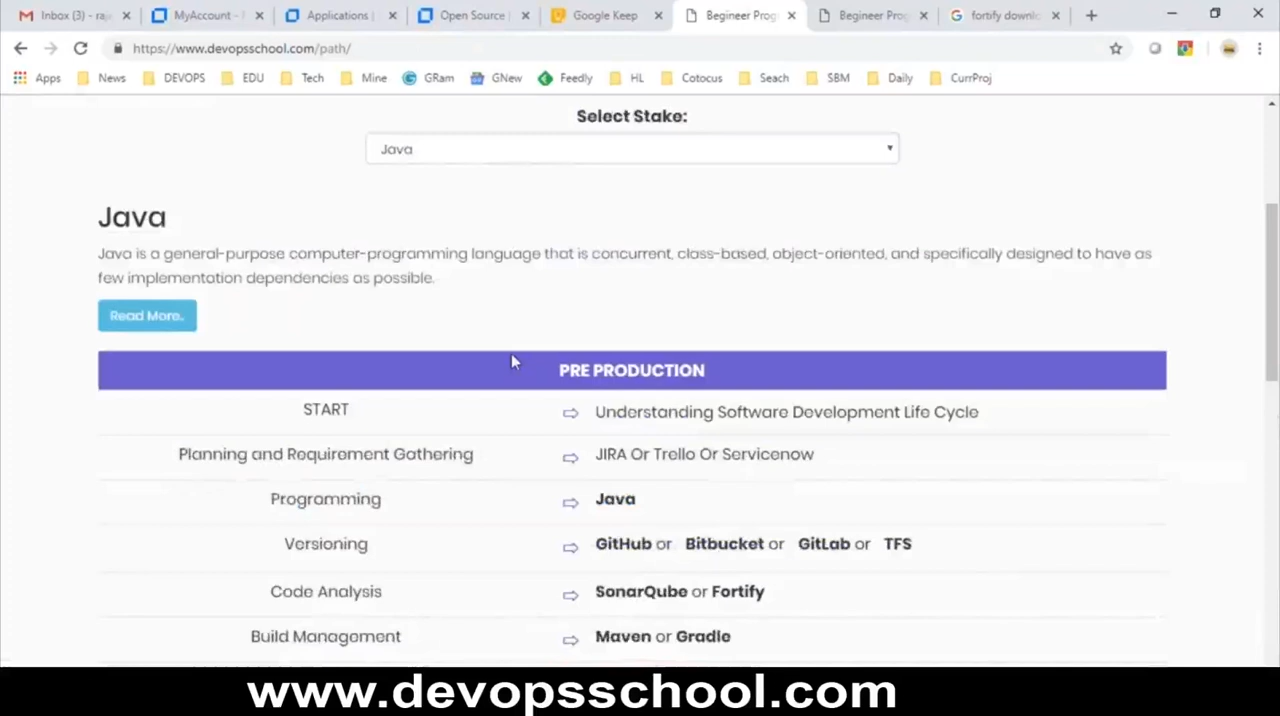 Inbox (3) - raje
MyAccount - 
Applications |
Open Source |
Google Keep
Begineer Prog
Begineer Prog
fortify downlo
https://www.devopsschool.com/path/
Apps News DEVOPS EDU Tech Mine GRam GNew Feedly HL Cotocus Seach SBM Daily CurrProj
Select Stake:
Java
Java
Java is a general-purpose computer-programming language that is concurrent, class-based, object-oriented, and specifically designed to have as
few implementation dependencies as possible.
Read More..
PRE PRODUCTION
START ⇨ Understanding Software Development Life Cycle
Planning and Requirement Gathering ⇨ JIRA Or Trello Or Servicenow
Programming ⇨ Java
Versioning ⇨ GitHub or Bitbucket or GitLab or TFS
Code Analysis ⇨ SonarQube or Fortify
Build Management ⇨ Maven or Gradle
www.devopsschool.com